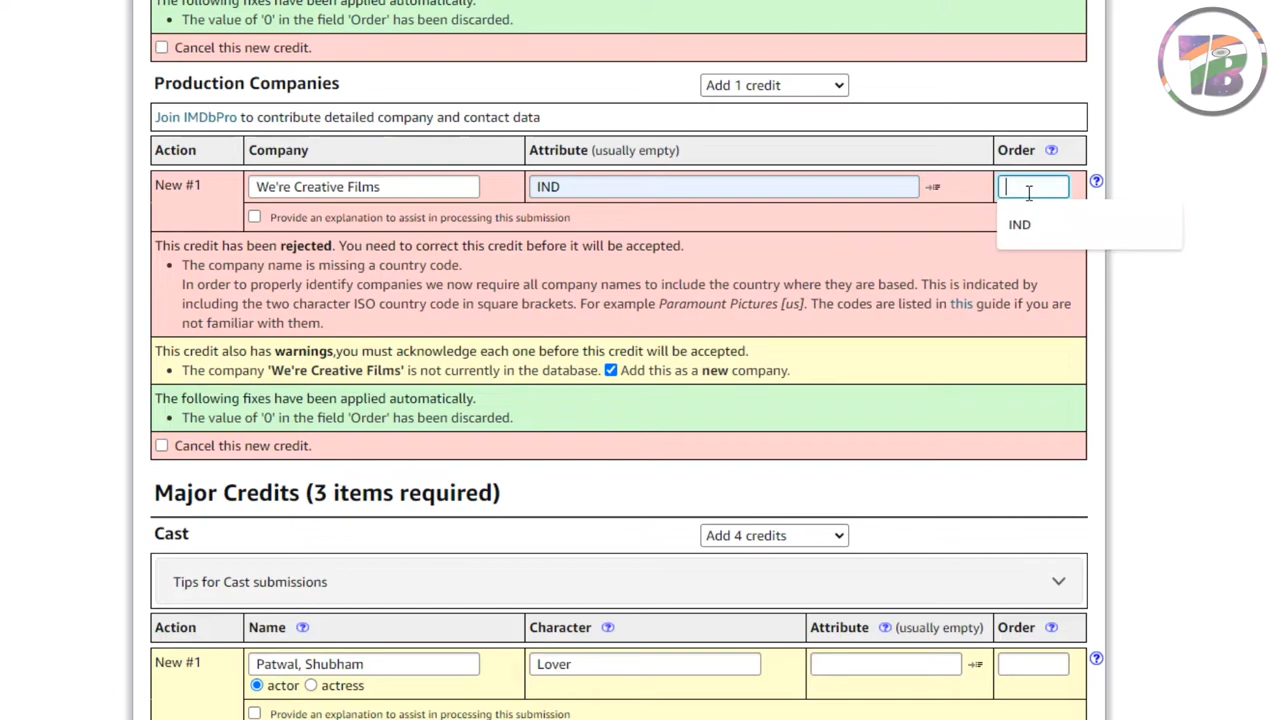 The following fixes have been applied automatically.
• The value of '0' in the field 'Order' has been discarded.
Cancel this new credit.
Production Companies
Add 1 credit
Join IMDbPro to contribute detailed company and contact data
Action Company Attribute (usually empty) Order ?
New #1 We're Creative Films IND ?
Provide an explanation to assist in processing this submission
IND
This credit has been rejected. You need to correct this credit before it will be accepted.
• The company name is missing a country code.
In order to properly identify companies we now require all company names to include the country where they are based. This is indicated by
including the two character ISO country code in square brackets. For example Paramount Pictures [us]. The codes are listed in this guide if you are
not familiar with them.
This credit also has warnings,you must acknowledge each one before this credit will be accepted.
• The company 'We're Creative Films' is not currently in the database. Add this as a new company.
The following fixes have been applied automatically.
• The value of '0' in the field 'Order' has been discarded.
Cancel this new credit.
Major Credits (3 items required)
Cast
Add 4 credits
Tips for Cast submissions
Action Name ? Character ? Attribute ? (usually empty) Order ?
New #1 Patwal, Shubham Lover ?
actor actress
Provide an explanation to assist in processing this submission